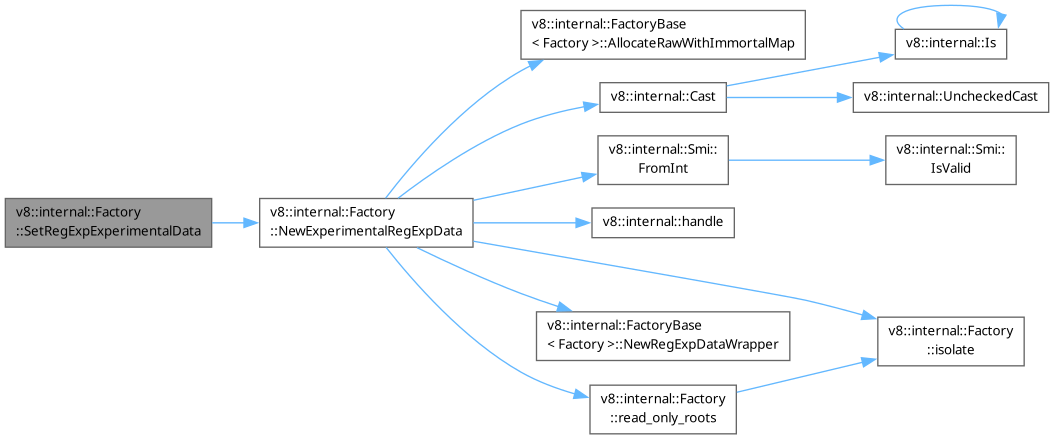 v8::internal::Factory
::SetRegExpExperimentalData
v8::internal::Factory
::NewExperimentalRegExpData
v8::internal::FactoryBase
< Factory >::AllocateRawWithImmortalMap
v8::internal::Cast
v8::internal::Is
v8::internal::UncheckedCast
v8::internal::Smi::
FromInt
v8::internal::Smi::
IsValid
v8::internal::handle
v8::internal::FactoryBase
< Factory >::NewRegExpDataWrapper
v8::internal::Factory
::isolate
v8::internal::Factory
::read_only_roots